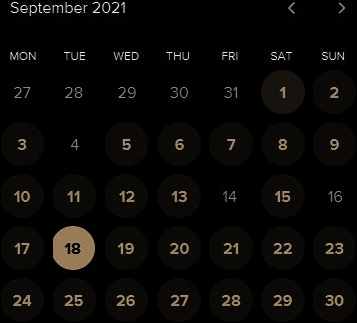 September 2021
MON TUE WED THU FRI SAT SUN
27 28 29 30 31 1 2
3 4 5 6 7 8 9
10 11 12 13 14 15 16
17 18 19 20 21 22 23
24 25 26 27 28 29 30